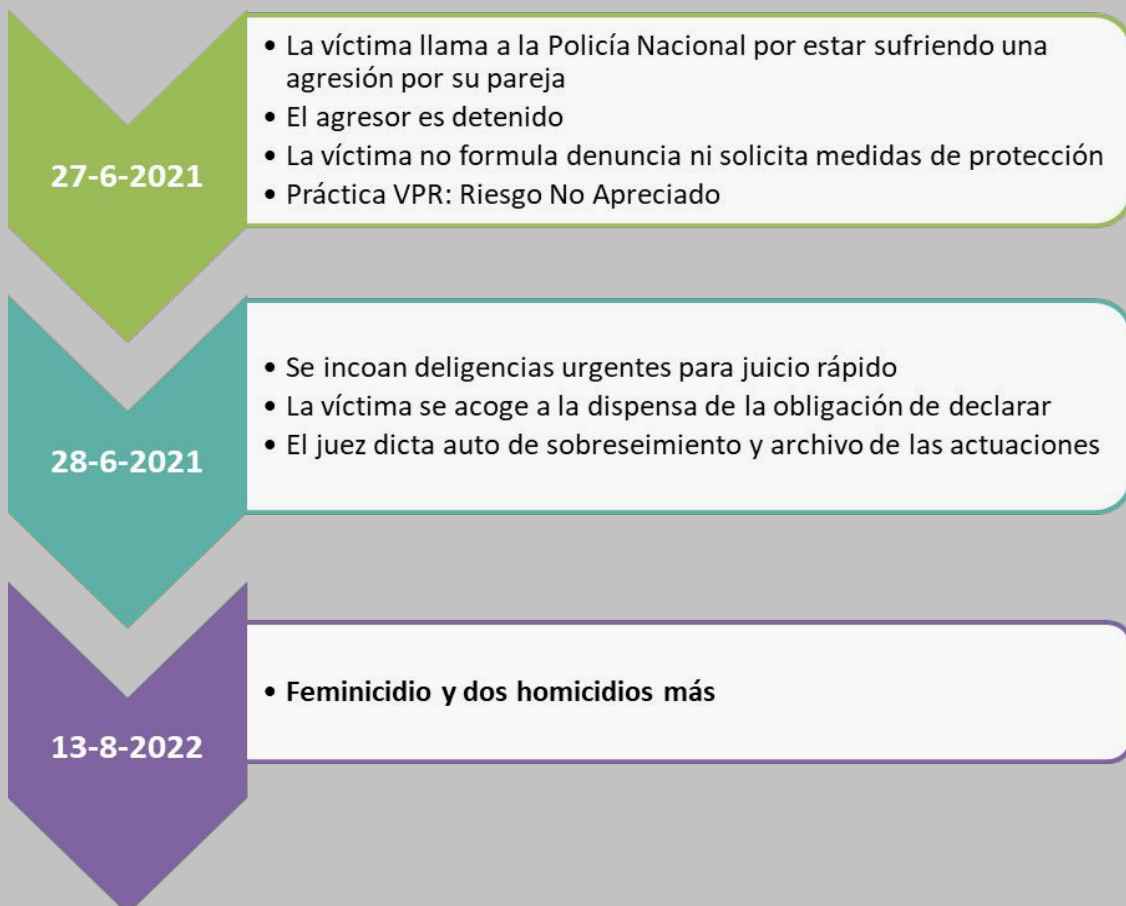 27-6-2021
• La víctima llama a la Policía Nacional por estar sufriendo una
agresión por su pareja
• El agresor es detenido
• La víctima no formula denuncia ni solicita medidas de protección
• Práctica VPR: Riesgo No Apreciado
28-6-2021
• Se incoan deligencias urgentes para juicio rápido
• La víctima se acoge a la dispensa de la obligación de declarar
• El juez dicta auto de sobreseimiento y archivo de las actuaciones
13-8-2022
• Feminicidio y dos homicidios más